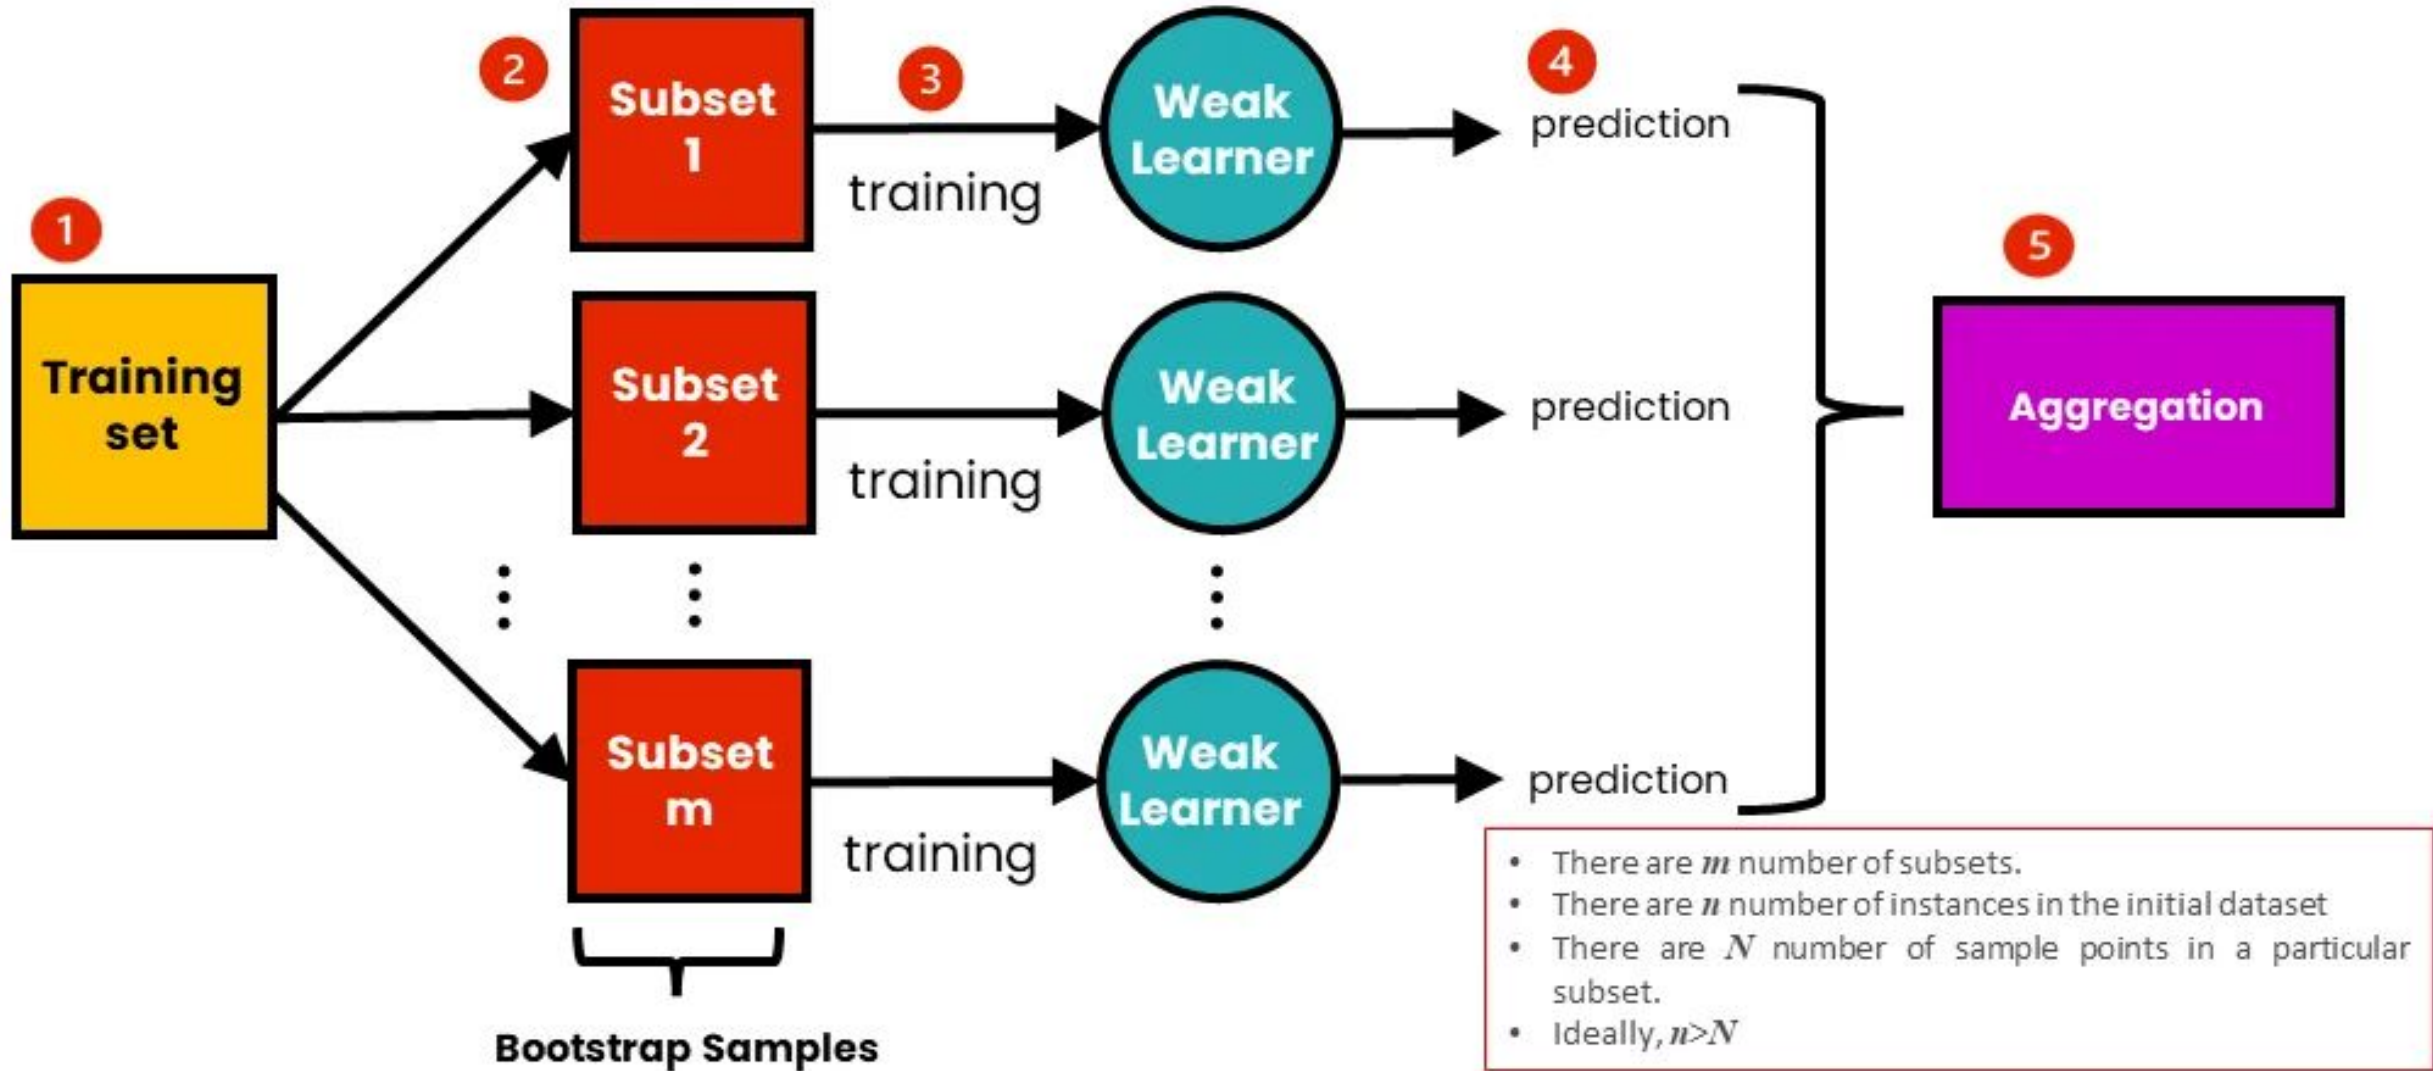 1
Training
set
2
Subset
1
3
training
Weak
Learner
4
prediction
Subset
2
training
Weak
Learner
prediction
Subset
m
training
Weak
Learner
prediction
5
Aggregation
Bootstrap Samples
• There are m number of subsets.
• There are n number of instances in the initial dataset
• There are N number of sample points in a particular
subset.
• Ideally, n>N